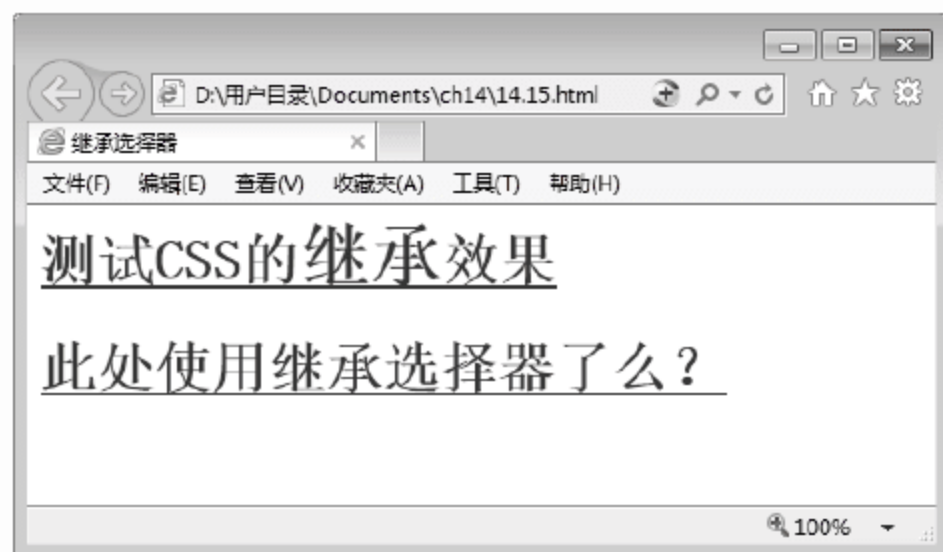 D:\用户目录\Documents\ch14\14.15.html
继承选择器
文件(F) 编辑(E) 查看(V) 收藏夹(A) 工具(T) 帮助(H)
测试CSS的继承效果
此处使用继承选择器了么？
100%